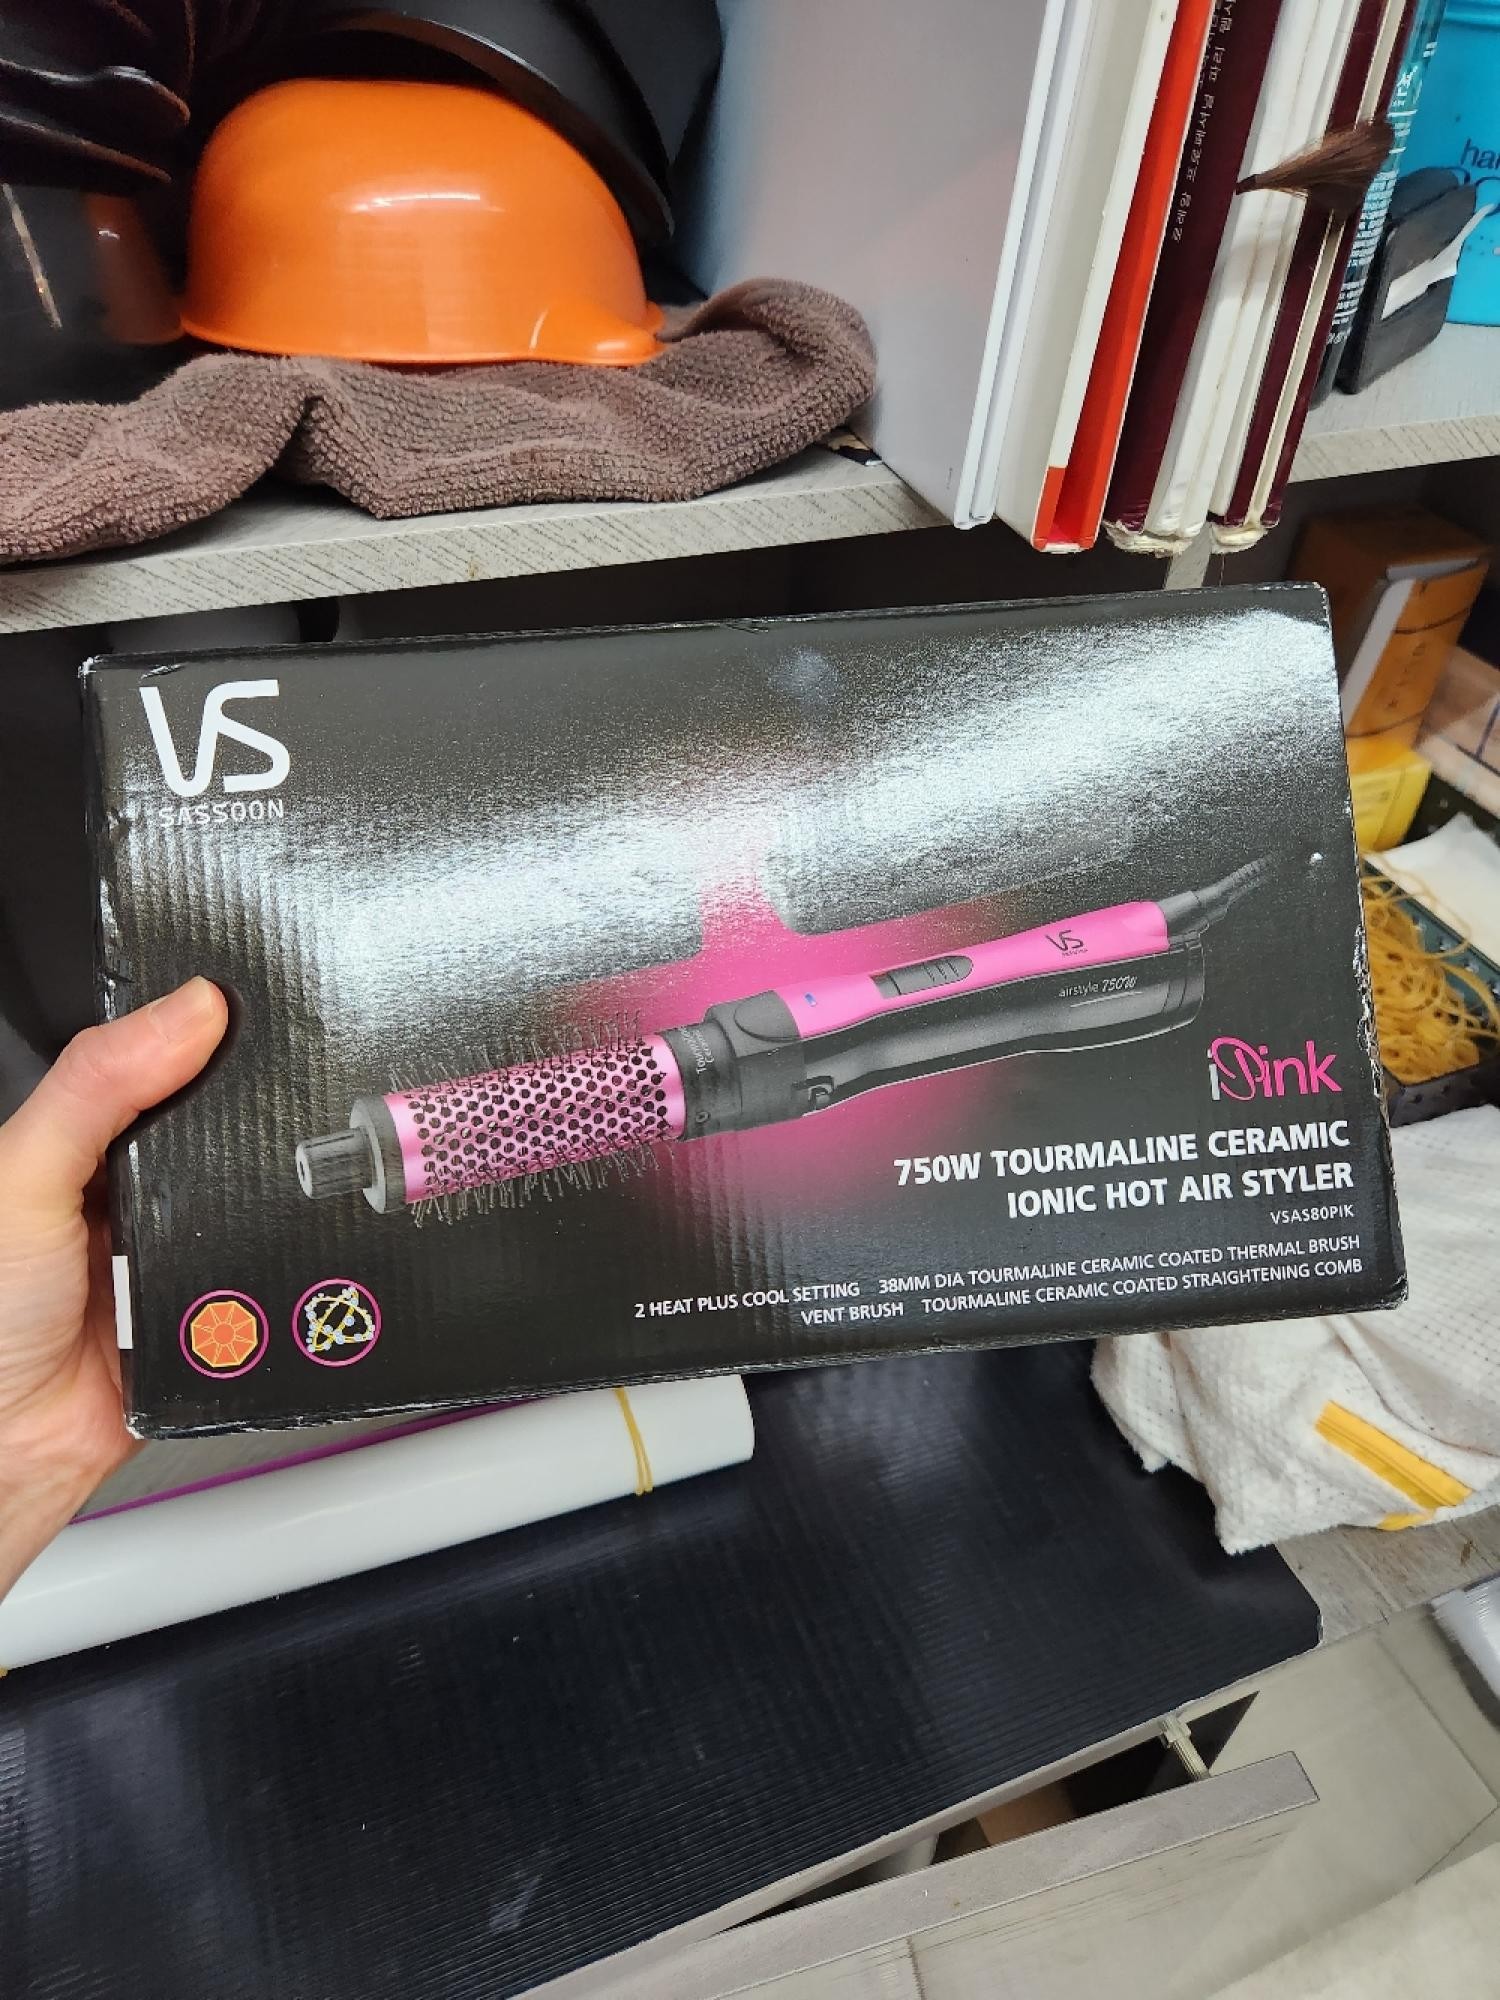 VS
SASSOON
VS
SASSOON
airstyle 750W
iPink
750W TOURMALINE CERAMIC
IONIC HOT AIR STYLER
VSAS80PIK
2 HEAT PLUS COOL SETTING 38MM DIA TOURMALINE CERAMIC COATED THERMAL BRUSH
VENT BRUSH TOURMALINE CERAMIC COATED STRAIGHTENING COMB